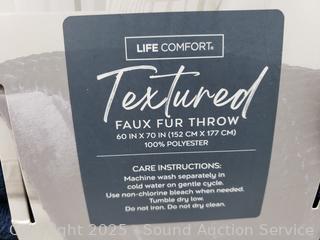 LIFE COMFORT®
Textured
FAUX FUR THROW
60 IN X 70 IN (152 CM X 177 CM)
100% POLYESTER
CARE INSTRUCTIONS:
Machine wash separately in
cold water on gentle cycle.
Use non-chlorine bleach when needed.
Tumble dry low.
Do not iron. Do not dry clean.
Copyright 2025 - Sound Auction Service